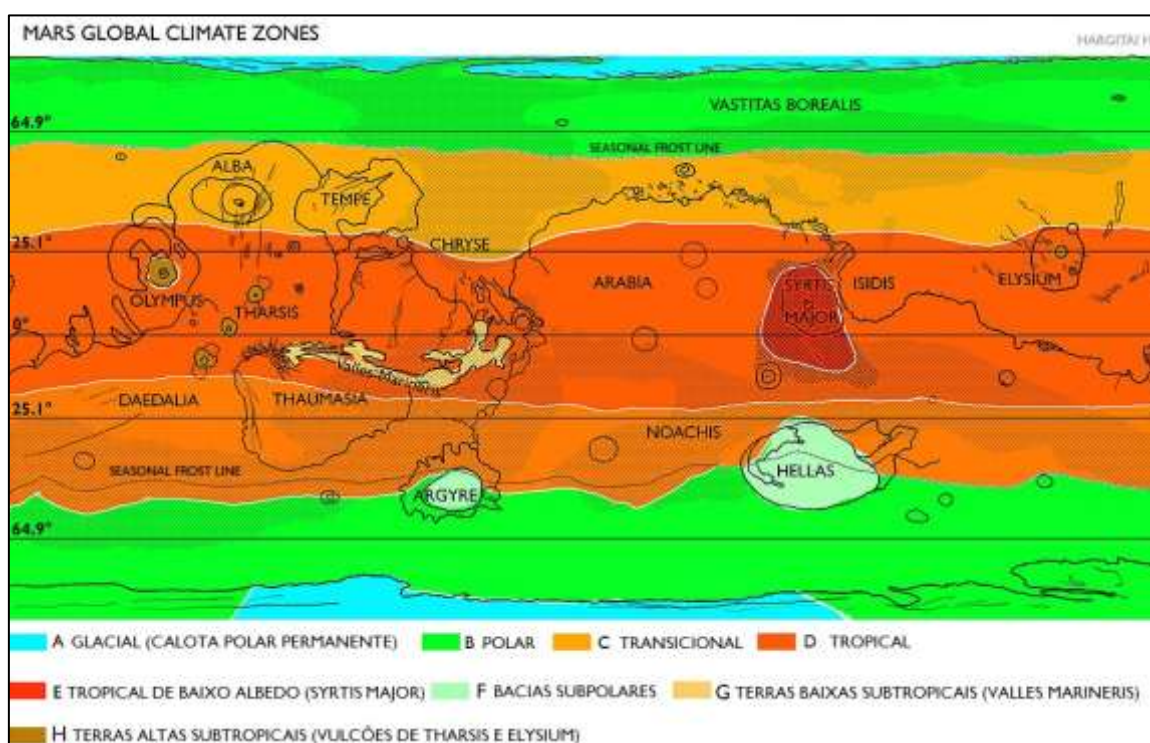 MARS GLOBAL CLIMATE ZONES
HARGITAI H
VASTITAS BOREALIS
64.9°
SEASONAL FROST LINE
ALBA
TEMPE
25.1°
CHRYSE
ARABIA
SYRTIS
ISIDIS
ELYSIUM
OLYMPUS
THARSIS
MAJOR
0°
Valles Marineris
DAEDALIA
THAUMASIA
25.1°
NOACHIS
SEASONAL FROST LINE
HELLAS
ARGYRE
64.9°
A GLACIAL (CALOTA POLAR PERMANENTE)
B POLAR
C TRANSICIONAL
D TROPICAL
E TROPICAL DE BAIXO ALBEDO (SYRTIS MAJOR)
F BACIAS SUBPOLARES
G TERRAS BAIXAS SUBTROPICAIS (VALLES MARINERIS)
H TERRAS ALTAS SUBTROPICAIS (VULCÕES DE THARSIS E ELYSIUM)